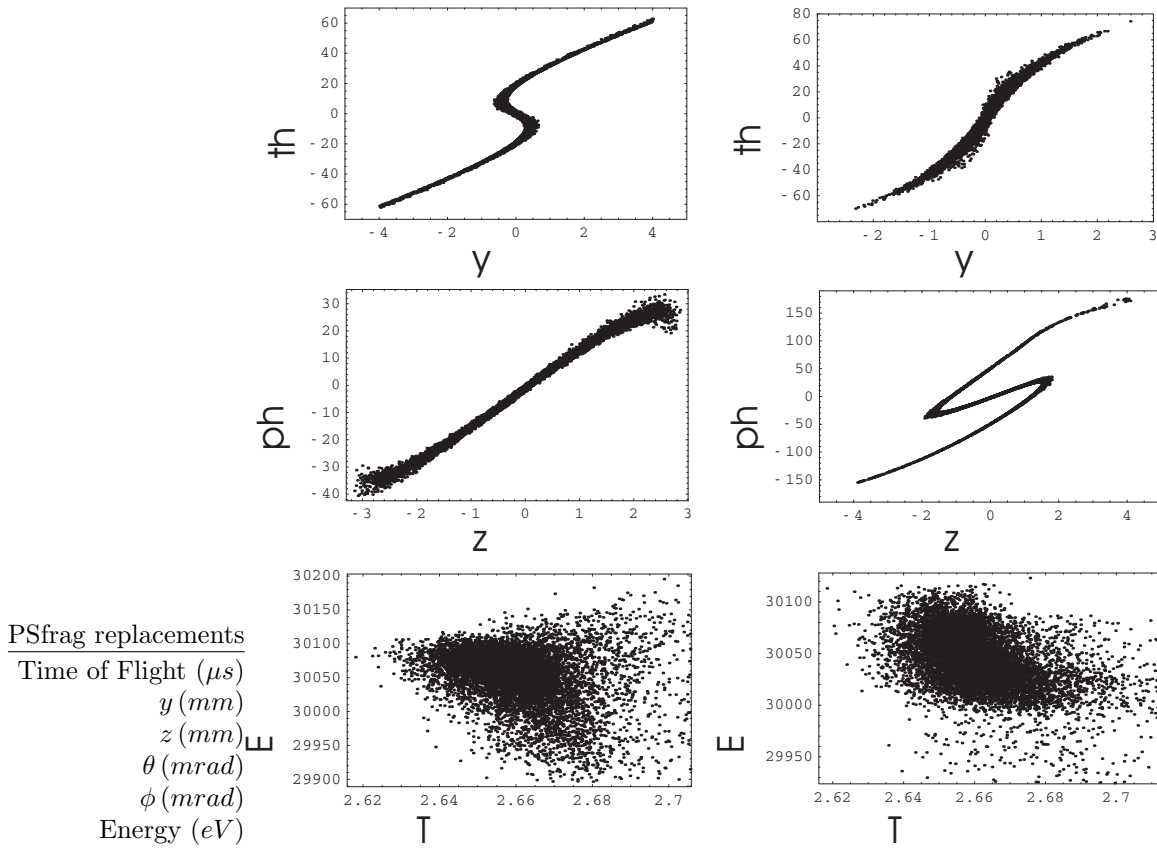 60
40
20
0
- 20
- 40
- 60
th
- 4 - 2 0 2 4
y
80
60
40
20
0
- 20
- 40
- 60
th
- 2 - 1 0 1 2 3
y
30
20
10
0
- 10
- 20
- 30
- 40
ph
- 3 - 2 - 1 0 1 2 3
z
150
100
50
0
- 50
- 100
- 150
ph
- 4 - 2 0 2 4
z
30200
30150
30100
30050
30000
29950
29900
E
2.62 2.64 2.66 2.68 2.7
T
30100
30050
30000
29950
E
2.62 2.64 2.66 2.68 2.7
T
PSfrag replacements
Time of Flight (μs)
y (mm)
z (mm)
θ (mrad)
ϕ (mrad)
Energy (eV)